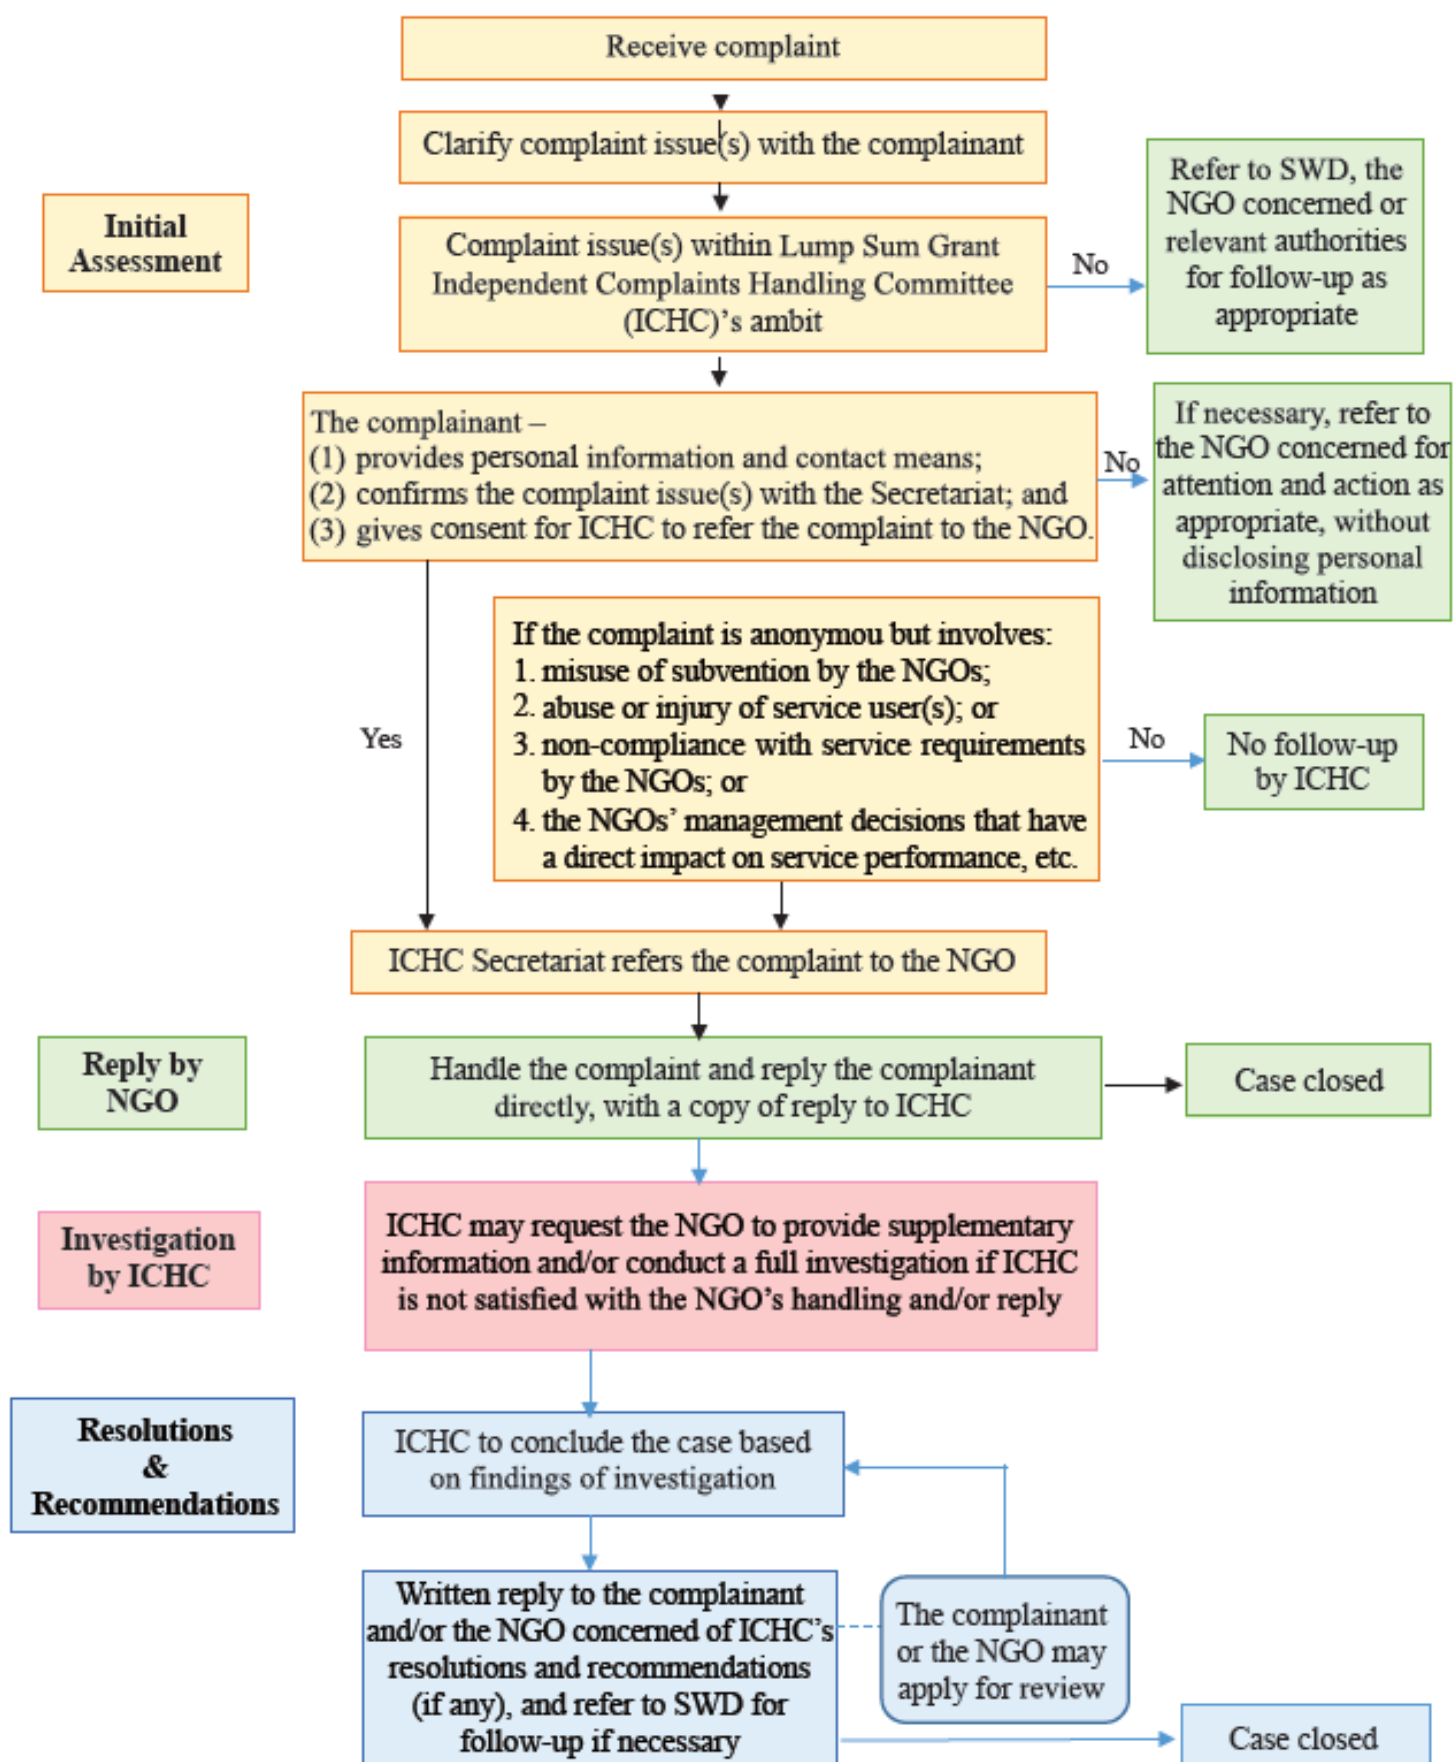 Receive complaint
Clarify complaint issue(s) with the complainant
Initial
Assessment
Complaint issue(s) within Lump Sum Grant
Independent Complaints Handling Committee
(ICHC)'s ambit
No
Refer to SWD, the
NGO concerned or
relevant authorities
for follow-up as
appropriate
The complainant –
(1) provides personal information and contact means;
(2) confirms the complaint issue(s) with the Secretariat; and
(3) gives consent for ICHC to refer the complaint to the NGO.
No
If necessary, refer to
the NGO concerned for
attention and action as
appropriate, without
disclosing personal
information
Yes
If the complaint is anonymou but involves:
1. misuse of subvention by the NGOs;
2. abuse or injury of service user(s); or
3. non-compliance with service requirements
by the NGOs; or
4. the NGOs' management decisions that have
a direct impact on service performance, etc.
No
No follow-up
by ICHC
ICHC Secretariat refers the complaint to the NGO
Reply by
NGO
Handle the complaint and reply the complainant
directly, with a copy of reply to ICHC
Case closed
Investigation
by ICHC
ICHC may request the NGO to provide supplementary
information and/or conduct a full investigation if ICHC
is not satisfied with the NGO's handling and/or reply
Resolutions
&
Recommendations
ICHC to conclude the case based
on findings of investigation
Written reply to the complainant
and/or the NGO concerned of ICHC's
resolutions and recommendations
(if any), and refer to SWD for
follow-up if necessary
The complainant
or the NGO may
apply for review
Case closed